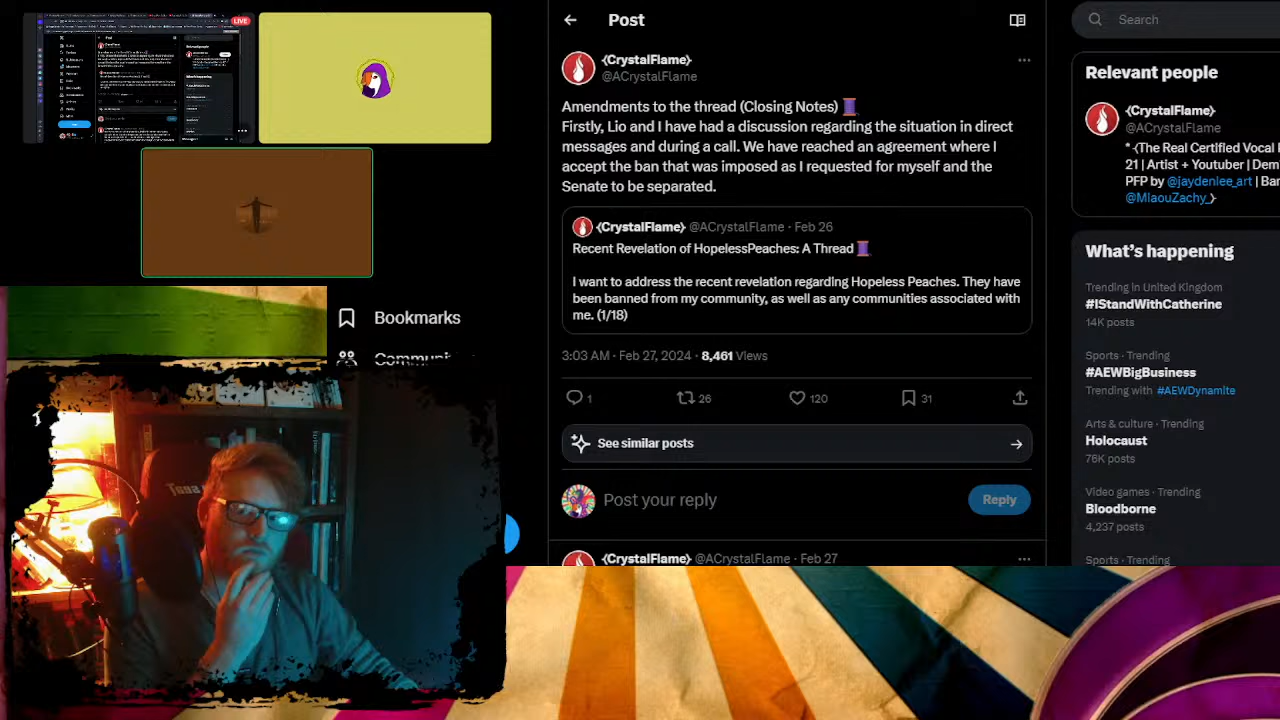 LIVE
Bookmarks
Post
{CrystalFlame}
@ACrystalFlame
Amendments to the thread (Closing Notes) 🧵
Firstly, Liv and I have had a discussion regarding the situation in direct
messages and during a call. We have reached an agreement where I
accept the ban that was imposed as I requested for myself and the
Senate to be separated.
{CrystalFlame} @ACrystalFlame · Feb 26
Recent Revelation of HopelessPeaches: A Thread 🧵
I want to address the recent revelation regarding Hopeless Peaches. They have
been banned from my community, as well as any communities associated with
me. (1/18)
3:03 AM · Feb 27, 2024 · 8,461 Views
1 26 120 31
See similar posts
Post your reply
Reply
{CrystalFlame} @ACrystalFlame · Feb 27
Search
Relevant people
{CrystalFlame}
@ACrystalFlame
* {The Real Certified Vocal
21 | Artist + Youtuber |
PFP by @jaydenlee_art |
@MIaouZachy_}
What's happening
Trending in United Kingdom
#IStandWithCatherine
14K posts
Sports · Trending
#AEWBigBusiness
Trending with #AEWDynamite
Arts & culture · Trending
Holocaust
76K posts
Video games · Trending
Bloodborne
4,237 posts
Sports · Trending